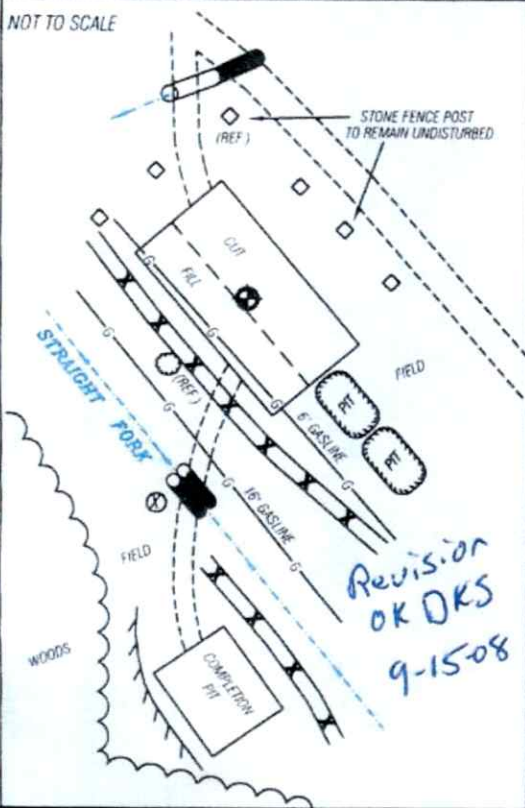 NOT TO SCALE
STONE FENCE POST
TO REMAIN UNDISTURBED
(REF.)
CUT
FILL
G
G
G
G
(REF.)
FIELD
PIT
PIT
6" GASLINE
G
G
G
STRAIGHT FORK
16" GASLINE
G
G
FIELD
Revision
OK DKS
9-15-08
WOODS
COMPLETION
PIT